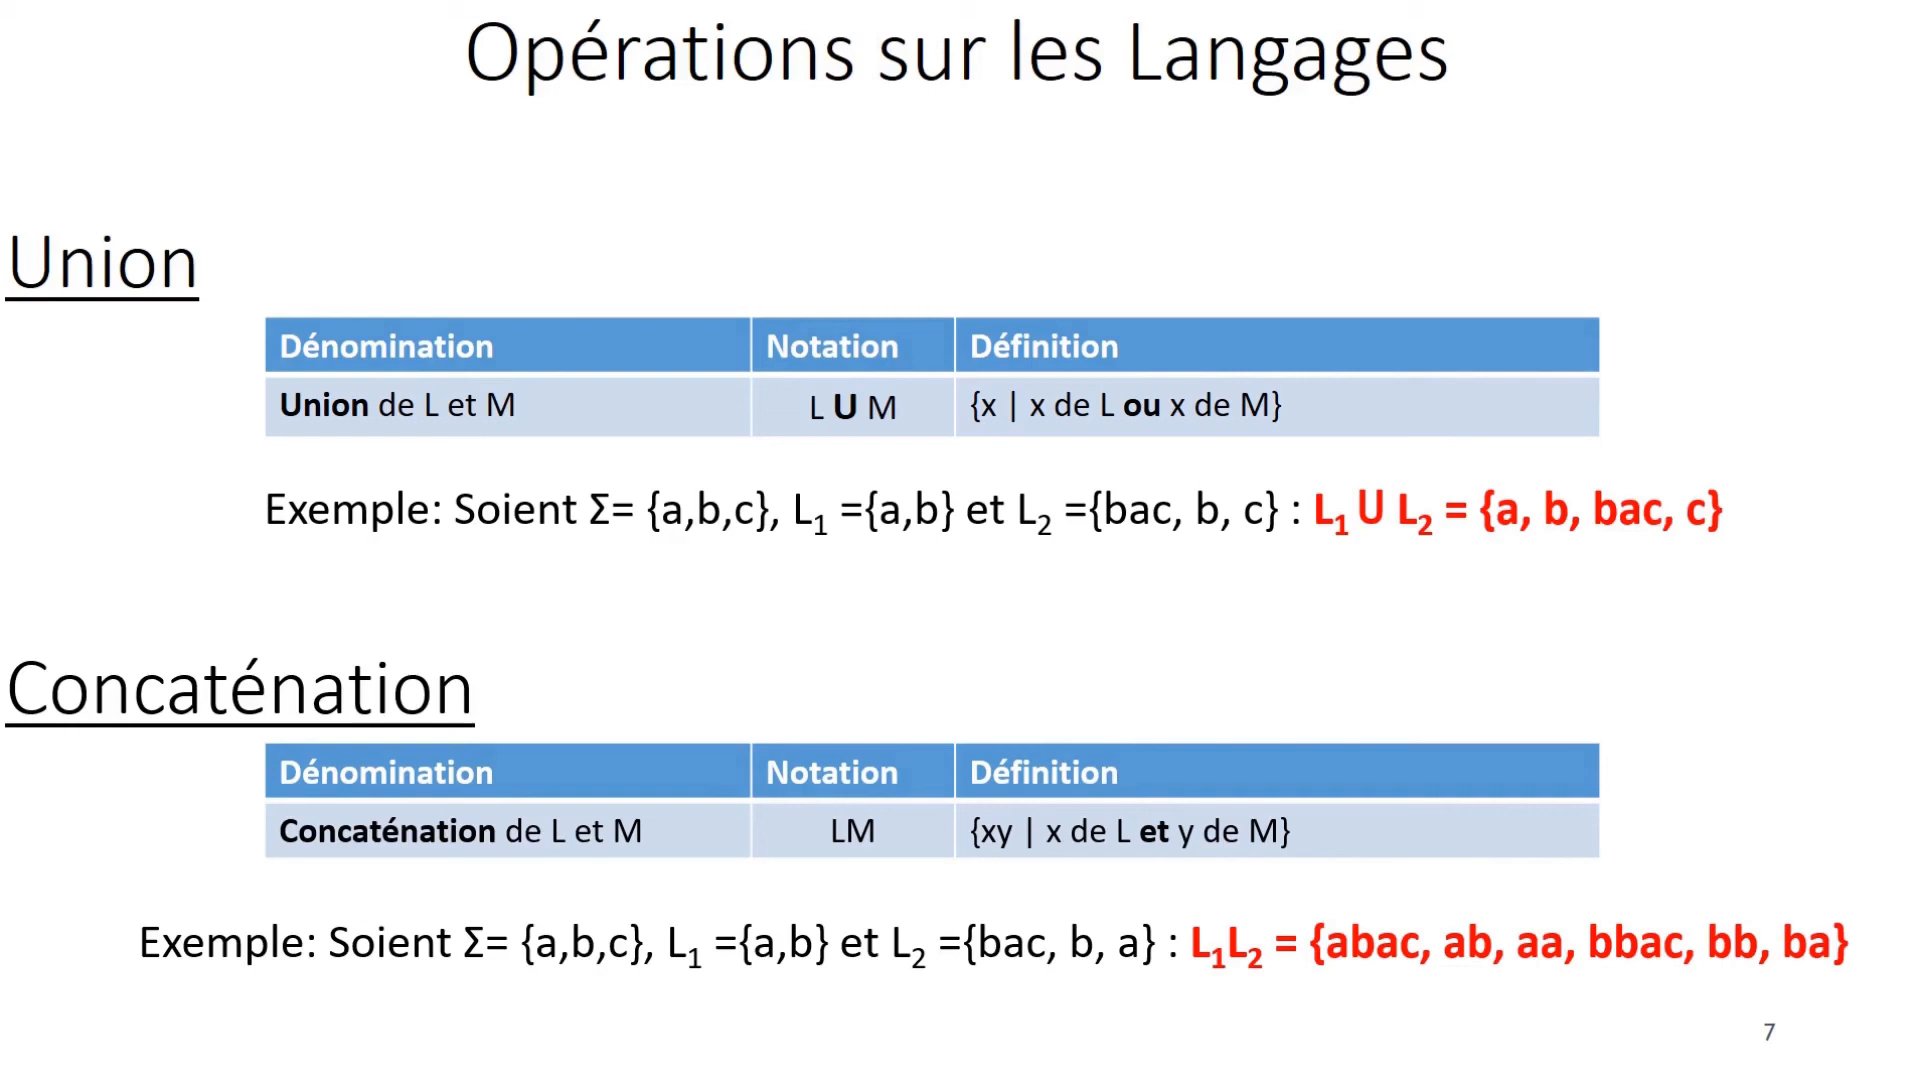 Opérations sur les Langages
Union
Dénomination Notation Définition
Union de L et M L U M {x | x de L ou x de M}
Exemple: Soient Σ= {a,b,c}, L₁ ={a,b} et L₂ ={bac, b, c} : L₁ U L₂ = {a, b, bac, c}
Concaténation
Dénomination Notation Définition
Concaténation de L et M LM {xy | x de L et y de M}
Exemple: Soient Σ= {a,b,c}, L₁ ={a,b} et L₂ ={bac, b, a} : L₁L₂ = {abac, ab, aa, bbac, bb, ba}
7